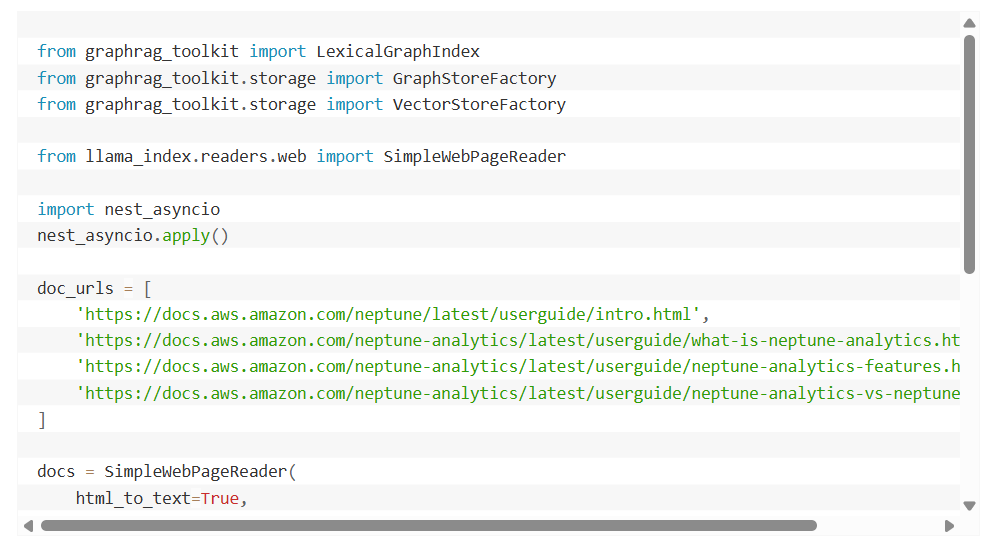 from graphrag_toolkit import LexicalGraphIndex
from graphrag_toolkit.storage import GraphStoreFactory
from graphrag_toolkit.storage import VectorStoreFactory
from llama_index.readers.web import SimpleWebPageReader
import nest_asyncio
nest_asyncio.apply()
doc_urls = [
    'https://docs.aws.amazon.com/neptune/latest/userguide/intro.html',
    'https://docs.aws.amazon.com/neptune-analytics/latest/userguide/what-is-neptune-analytics.ht
    'https://docs.aws.amazon.com/neptune-analytics/latest/userguide/neptune-analytics-features.h
    'https://docs.aws.amazon.com/neptune-analytics/latest/userguide/neptune-analytics-vs-neptune
]
docs = SimpleWebPageReader(
    html_to_text=True,